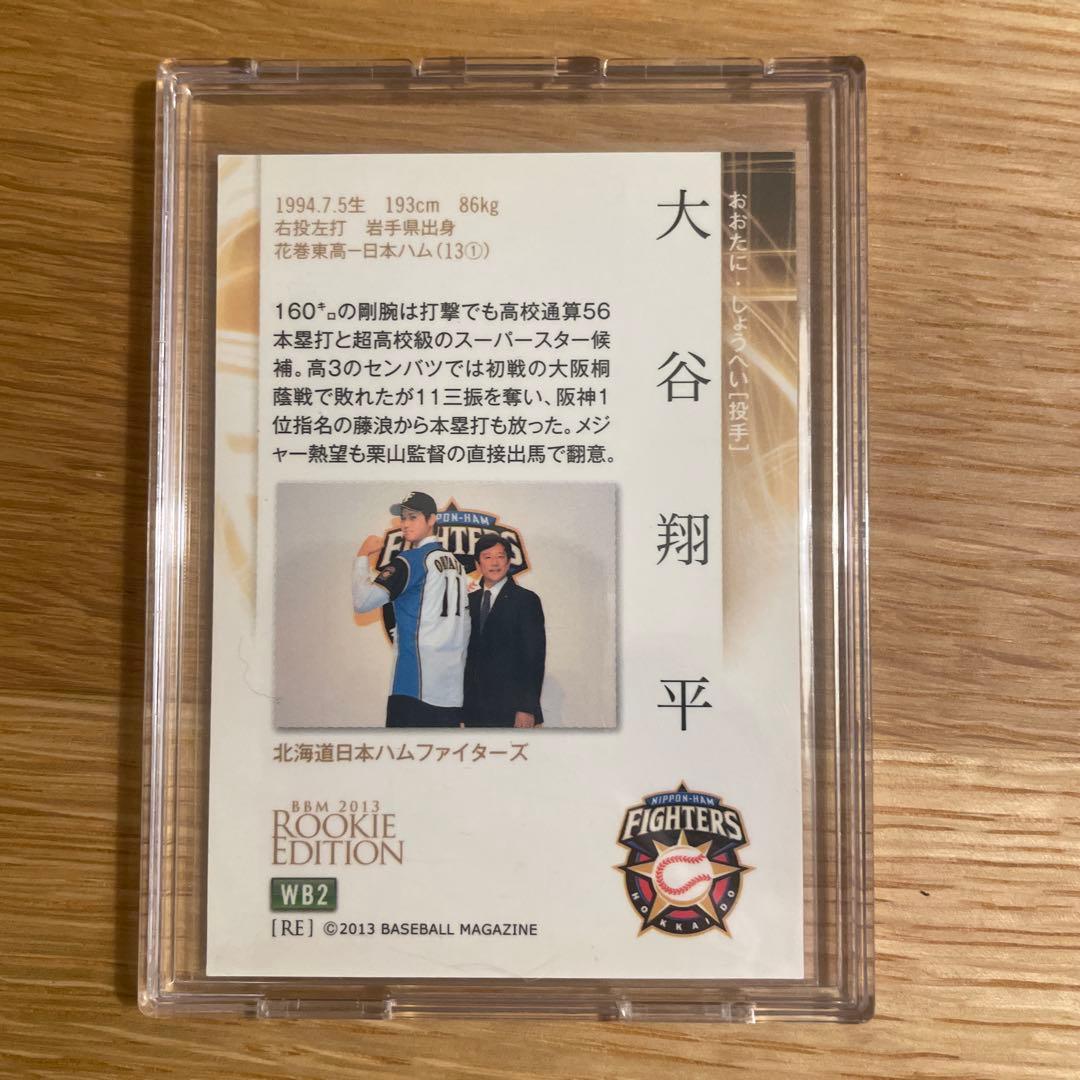 1994.7.5生 193cm 86kg
右投左打 岩手県出身
花巻東高ー日本ハム(13①)
160㌔の剛腕は打撃でも高校通算56
本塁打と超高校級のスーパースター候
補。高3のセンバツでは初戦の大阪桐
蔭戦で敗れたが11三振を奪い、阪神1
位指名の藤浪から本塁打も放った。メジ
ャー熱望も栗山監督の直接出馬で翻意。
大谷翔平
おおたに・しょうへい[投手]
PPON-HAM
FIGHTERS
OHTANI
11
北海道日本ハムファイターズ
BBM 2013
ROOKIE
EDITION
WB2
[RE] ©2013 BASEBALL MAGAZINE
NIPPON-HAM
FIGHTERS
HOKKAIDO